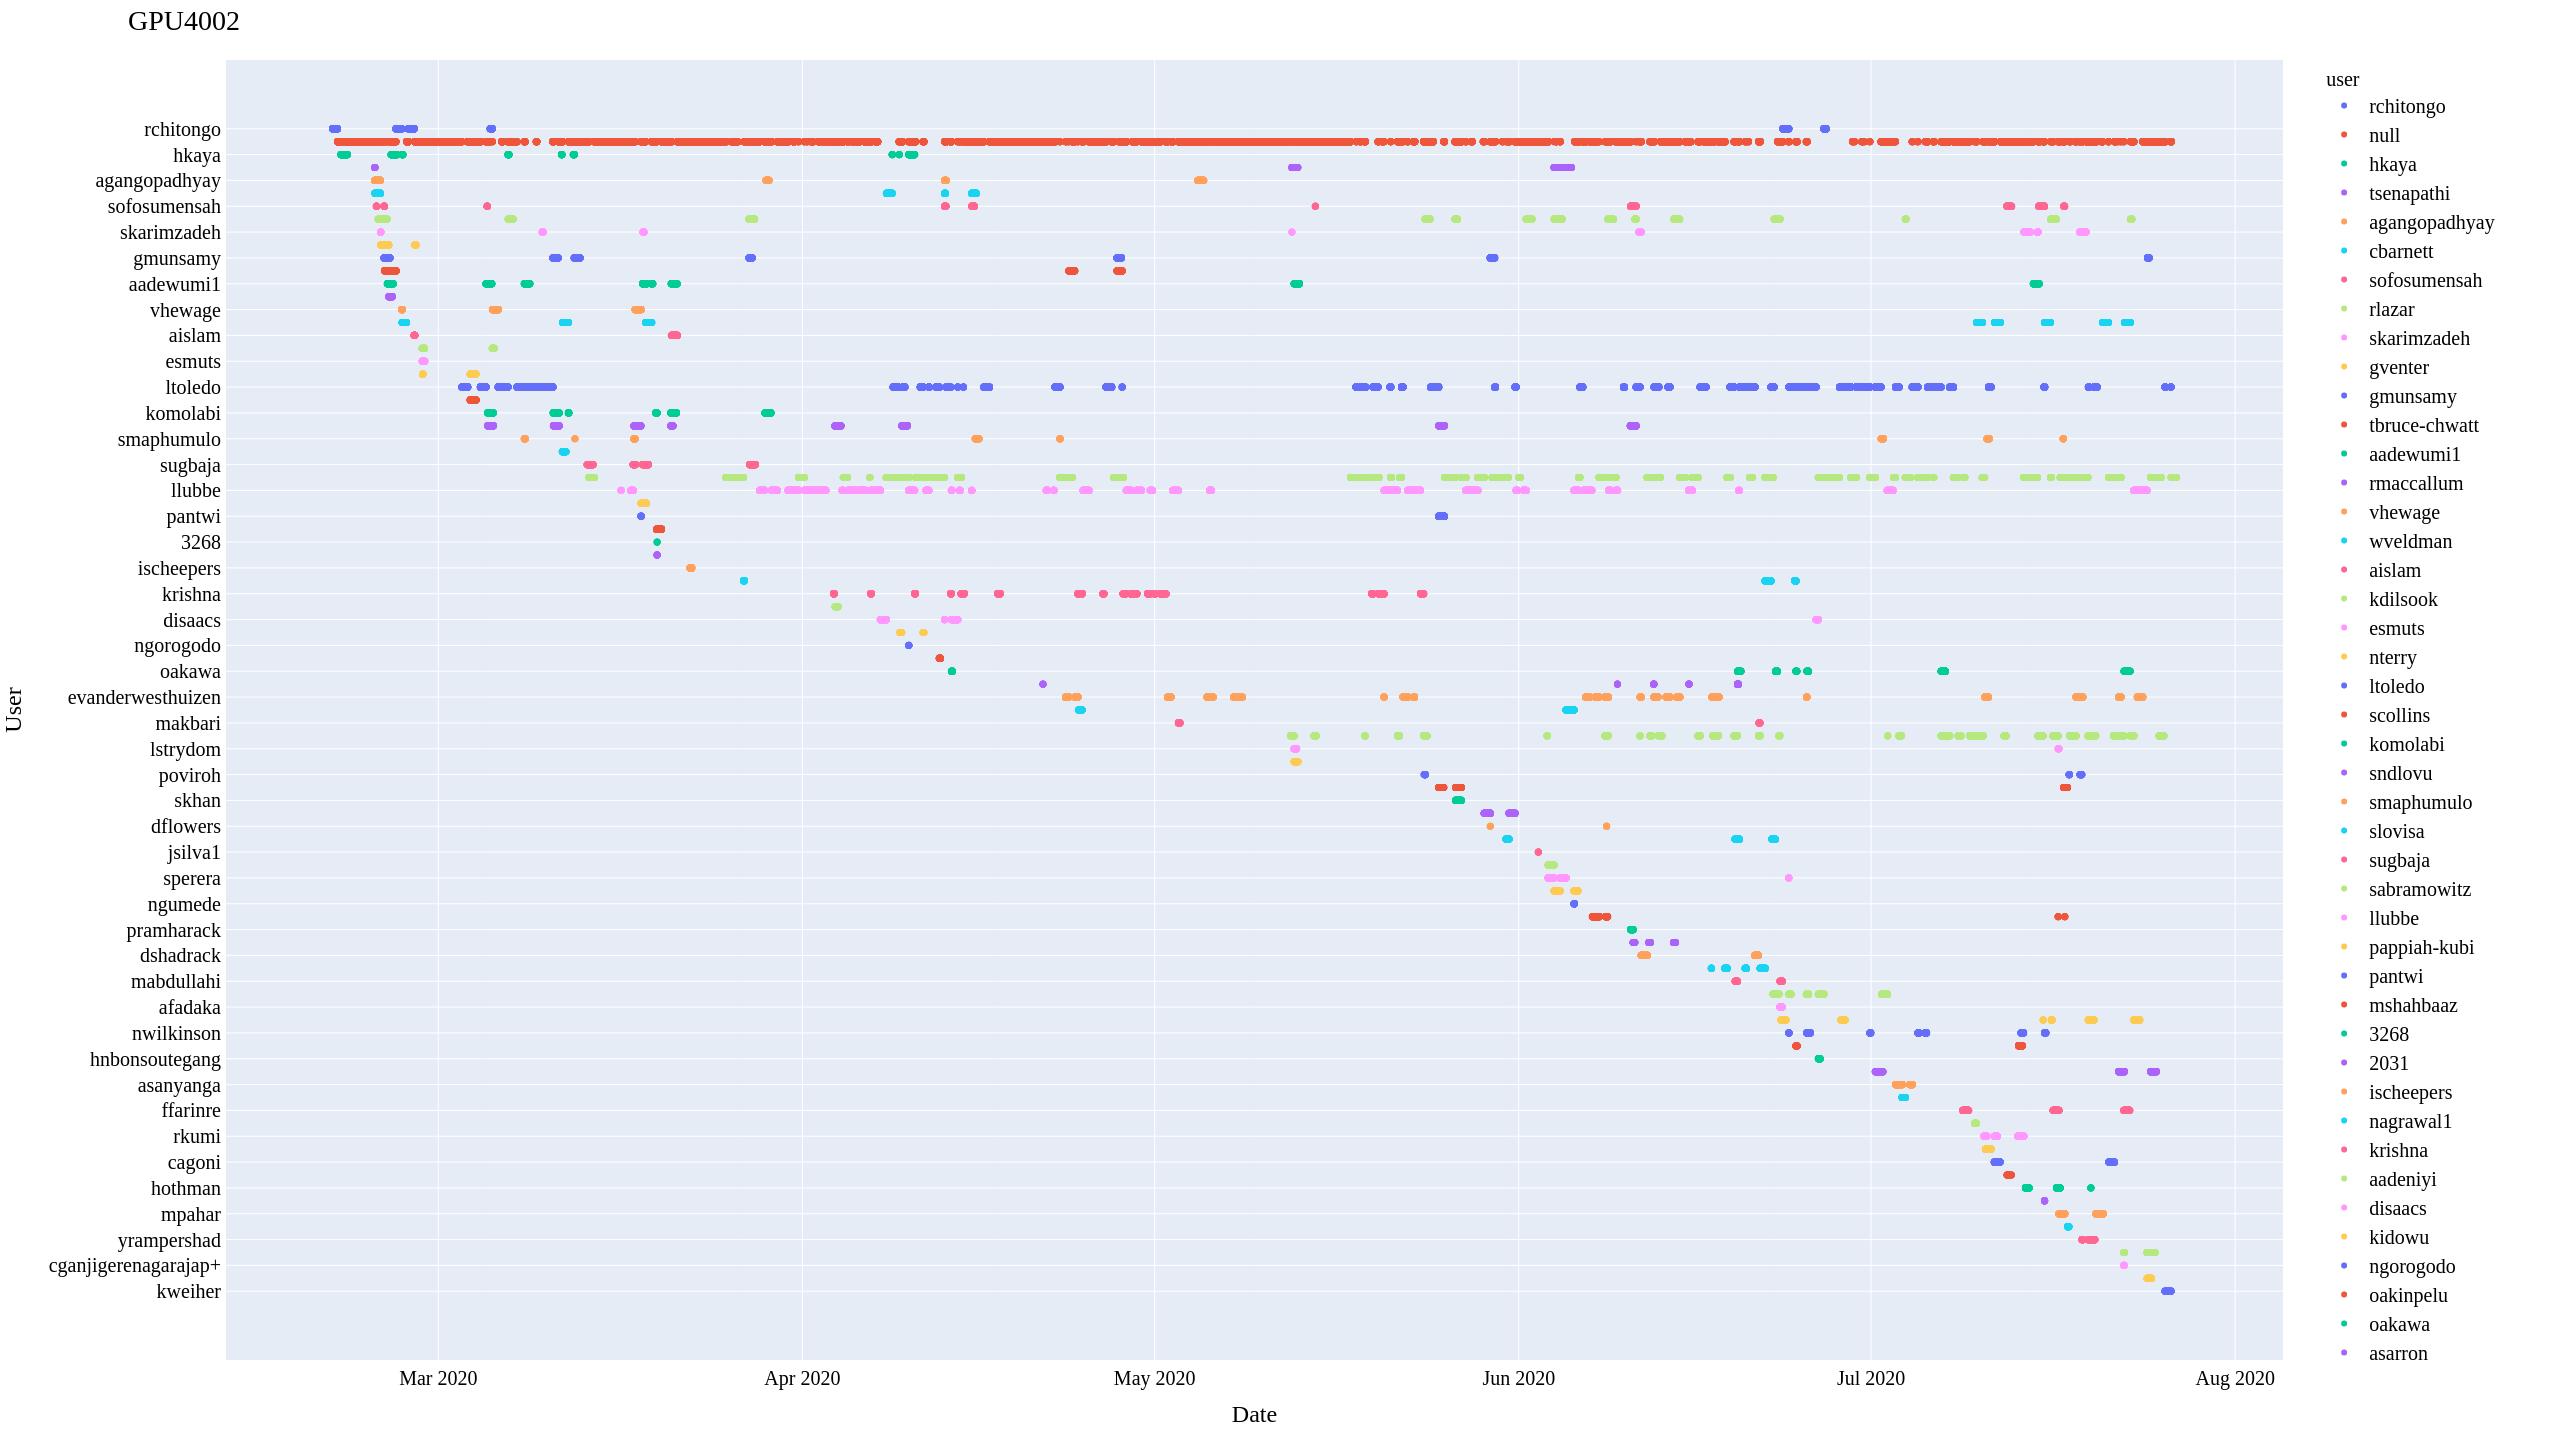 GPU4002
User
rchitongo
hkaya
agangopadhyay
sofosumensah
skarimzadeh
gmunsamy
aadewumi1
vhewage
aislam
esmuts
ltoledo
komolabi
smaphumulo
sugbaja
llubbe
pantwi
3268
ischeepers
krishna
disaacs
ngorogodo
oakawa
evanderwesthuizen
makbari
lstrydom
poviroh
skhan
dflowers
jsilva1
sperera
ngumede
pramharack
dshadrack
mabdullahi
afadaka
nwilkinson
hnbonsoutegang
asanyanga
ffarinre
rkumi
cagoni
hothman
mpahar
yrampershad
cganjigerenagarajap+
kweiher
Mar 2020
Apr 2020
May 2020
Jun 2020
Jul 2020
Aug 2020
Date
user
rchitongo
null
hkaya
tsenapathi
agangopadhyay
cbarnett
sofosumensah
rlazar
skarimzadeh
gventer
gmunsamy
tbruce-chwatt
aadewumi1
rmaccallum
vhewage
wveldman
aislam
kdilsook
esmuts
nterry
ltoledo
scollins
komolabi
sndlovu
smaphumulo
slovisa
sugbaja
sabramowitz
llubbe
pappiah-kubi
pantwi
mshahbaaz
3268
2031
ischeepers
nagrawal1
krishna
aadeniyi
disaacs
kidowu
ngorogodo
oakinpelu
oakawa
asarron